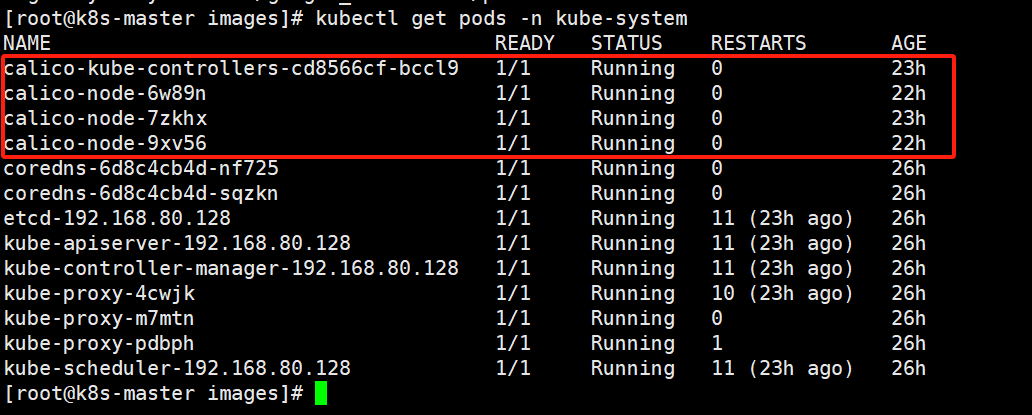 [root@k8s-master images]# kubectl get pods -n kube-system
NAME READY STATUS RESTARTS AGE
calico-kube-controllers-cd8566cf-bccl9 1/1 Running 0 23h
calico-node-6w89n 1/1 Running 0 22h
calico-node-7zkhx 1/1 Running 0 23h
calico-node-9xv56 1/1 Running 0 22h
coredns-6d8c4cb4d-nf725 1/1 Running 0 26h
coredns-6d8c4cb4d-sqzkn 1/1 Running 0 26h
etcd-192.168.80.128 1/1 Running 11 (23h ago) 26h
kube-apiserver-192.168.80.128 1/1 Running 11 (23h ago) 26h
kube-controller-manager-192.168.80.128 1/1 Running 11 (23h ago) 26h
kube-proxy-4cwjk 1/1 Running 10 (23h ago) 26h
kube-proxy-m7mtn 1/1 Running 0 26h
kube-proxy-pdbph 1/1 Running 1 26h
kube-scheduler-192.168.80.128 1/1 Running 11 (23h ago) 26h
[root@k8s-master images]#